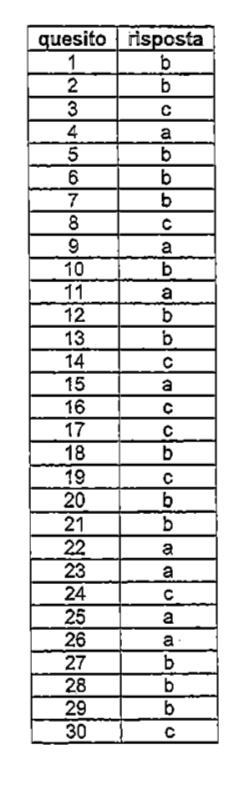 quesito risposta
1 b
2 b
3 c
4 a
5 b
6 b
7 b
8 c
9 a
10 b
11 a
12 b
13 b
14 c
15 a
16 c
17 c
18 b
19 c
20 b
21 b
22 a
23 a
24 c
25 a
26 a
27 b
28 b
29 b
30 c